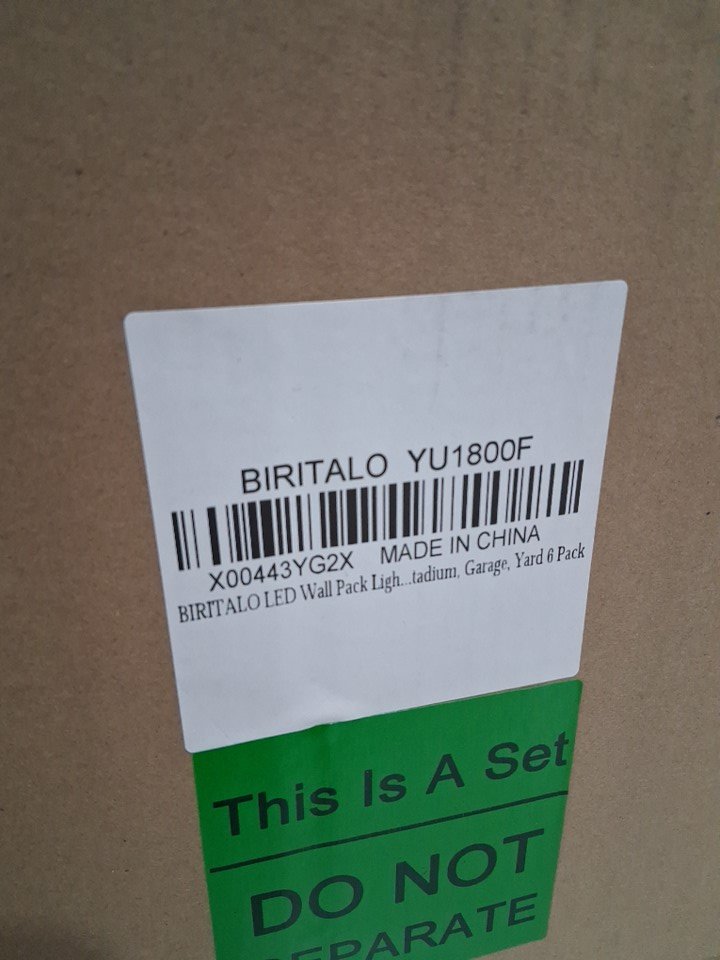 BIRITALO YU1800F
X00443YG2X MADE IN CHINA
BIRITALO LED Wall Pack Ligh...tadium, Garage, Yard 6 Pack
This Is A Set
DO NOT
SEPARATE